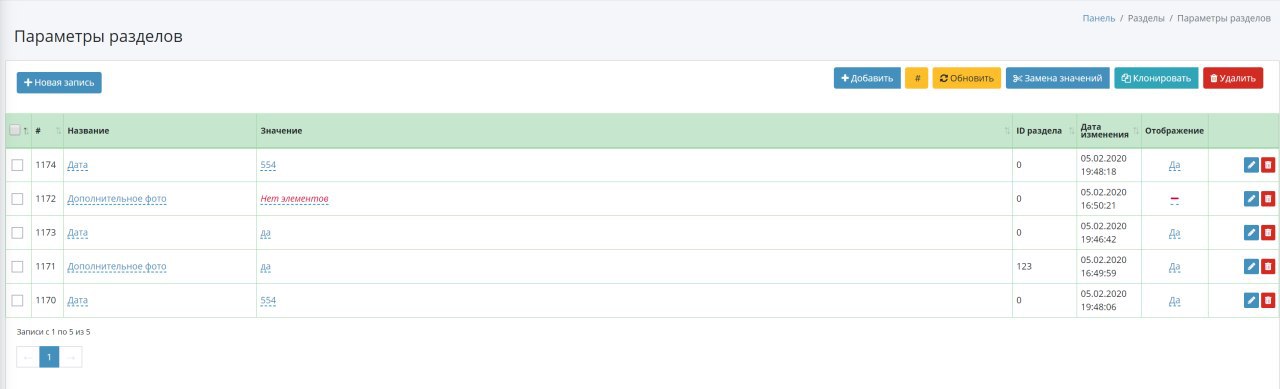 Панель / Разделы / Параметры разделов
Параметры разделов
Новая запись
Добавить # Обновить Замена значений Клонировать Удалить
# Название Значение ID раздела Дата изменения Отображение
1174 Дата 554 0 05.02.2020 19:48:18 Да
1172 Дополнительное фото Нет элементов 0 05.02.2020 16:50:21 –
1173 Дата да 0 05.02.2020 19:46:42 Да
1171 Дополнительное фото да 123 05.02.2020 16:49:59 Да
1170 Дата 554 0 05.02.2020 19:48:06 Да
Записи с 1 по 5 из 5
← 1 →